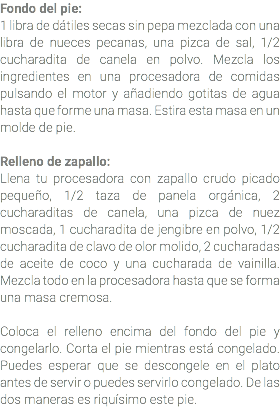 Fondo del pie:
1 libra de dátiles secas sin pepa mezclada con una
libra de nueces pecanas, una pizca de sal, 1/2
cucharadita de canela en polvo. Mezcla los
ingredientes en una procesadora de comidas
pulsando el motor y añadiendo gotitas de agua
hasta que forme una masa. Estira esta masa en un
molde de pie.

Relleno de zapallo:
Llena tu procesadora con zapallo crudo picado
pequeño, 1/2 taza de panela orgánica, 2
cucharaditas de canela, una pizca de nuez
moscada, 1 cucharadita de jengibre en polvo, 1/2
cucharadita de clavo de olor molido, 2 cucharadas
de aceite de coco y una cucharada de vainilla.
Mezcla todo en la procesadora hasta que se forma
una masa cremosa.

Coloca el relleno encima del fondo del pie y
congelarlo. Corta el pie mientras está congelado.
Puedes esperar que se descongele en el plato
antes de servir o puedes servirlo congelado. De las
dos maneras es riquísimo este pie.